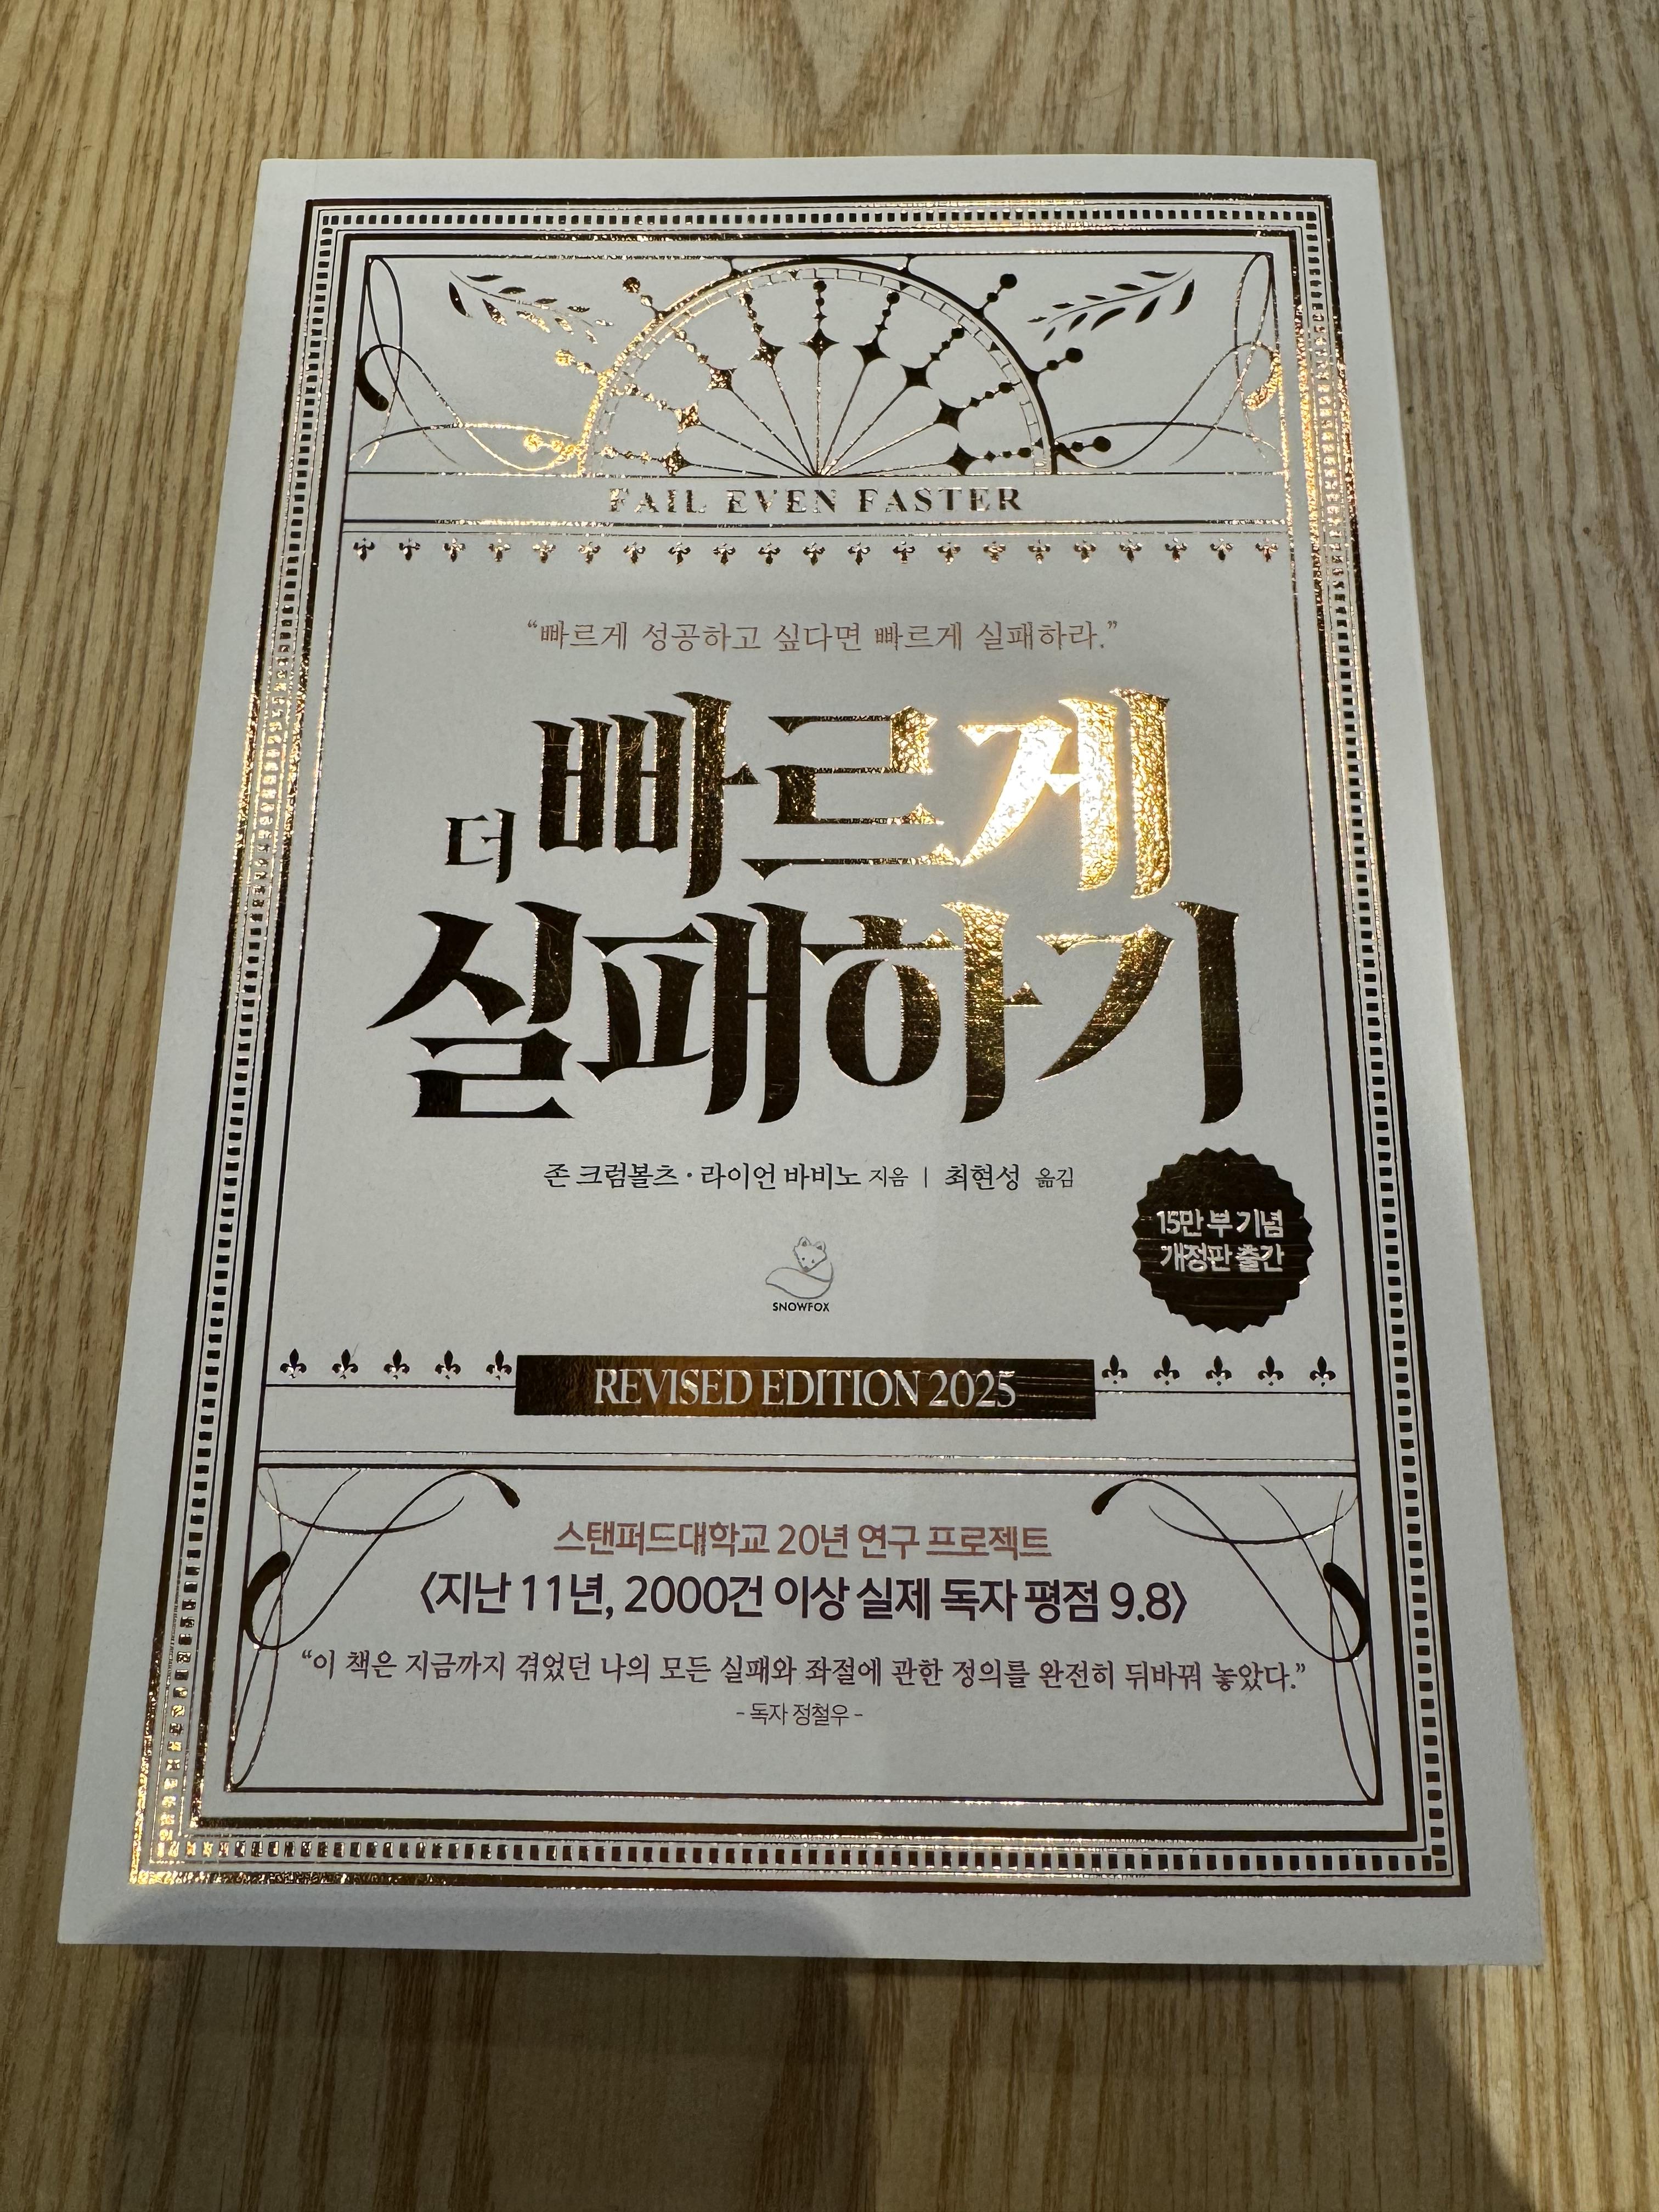 FAIL EVEN FASTER
“빠르게 성공하고 싶다면 빠르게 실패하라.”
더 빠르게
실패하기
존 크럼볼츠·라이언 바비노 지음 | 최현성 옮김
15만 부 기념
개정판 출간
SNOWFOX
REVISED EDITION 2025
스탠퍼드대학교 20년 연구 프로젝트
〈지난 11년, 2000건 이상 실제 독자 평점 9.8〉
“이 책은 지금까지 겪었던 나의 모든 실패와 좌절에 관한 정의를 완전히 뒤바꿔 놓았다.”
- 독자 정철우 -